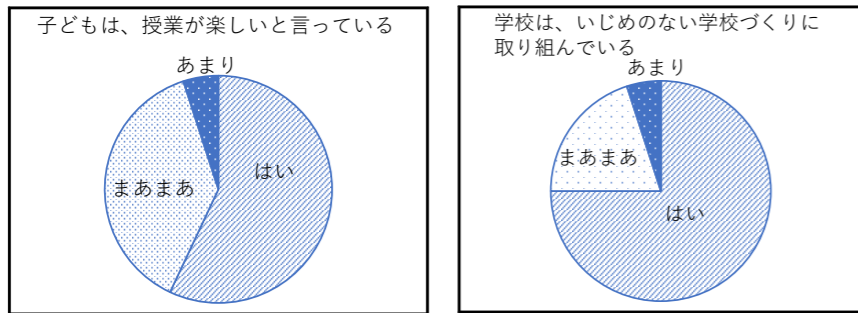 子どもは、授業が楽しいと言っている
あまり
はい
まあまあ
学校は、いじめのない学校づくりに
取り組んでいる
あまり
まあまあ
はい